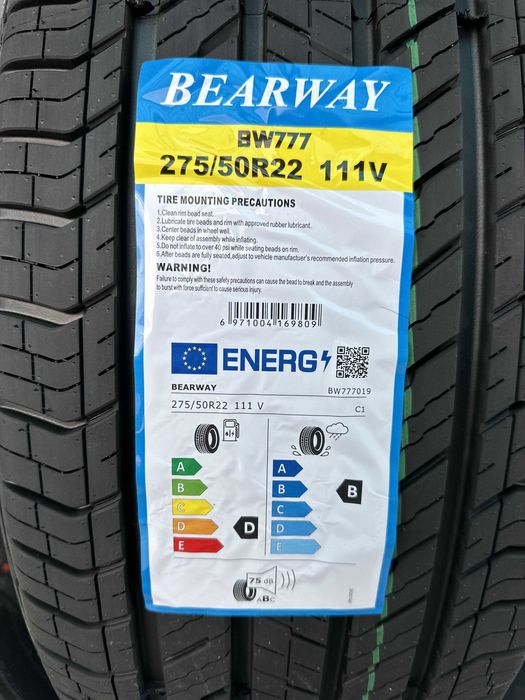 BEARWAY
BW777
275/50R22 111V
TIRE MOUNTING PRECAUTIONS
1.Clean rim bead seat.
2.Lubricate tire beads and rim with approved rubber lubricant.
3.Center beads in wheel well.
4.Keep clear of assembly while inflating.
5.Do not inflate to over 40 psi while seating beads on rim.
6.After beads are fully seated,adjust to vehicle manufactuer's recommended inflation pressure.
WARNING!
Failure to comply with these safety precautions can cause the bead to break and the assembly
to burst with force sufficient to cause serious injury.
6 971004 169809
ENERG
BEARWAY BW777019
275/50R22 111 V C1
A A
B B B
C C
D D D
E E
75 dB
ABC